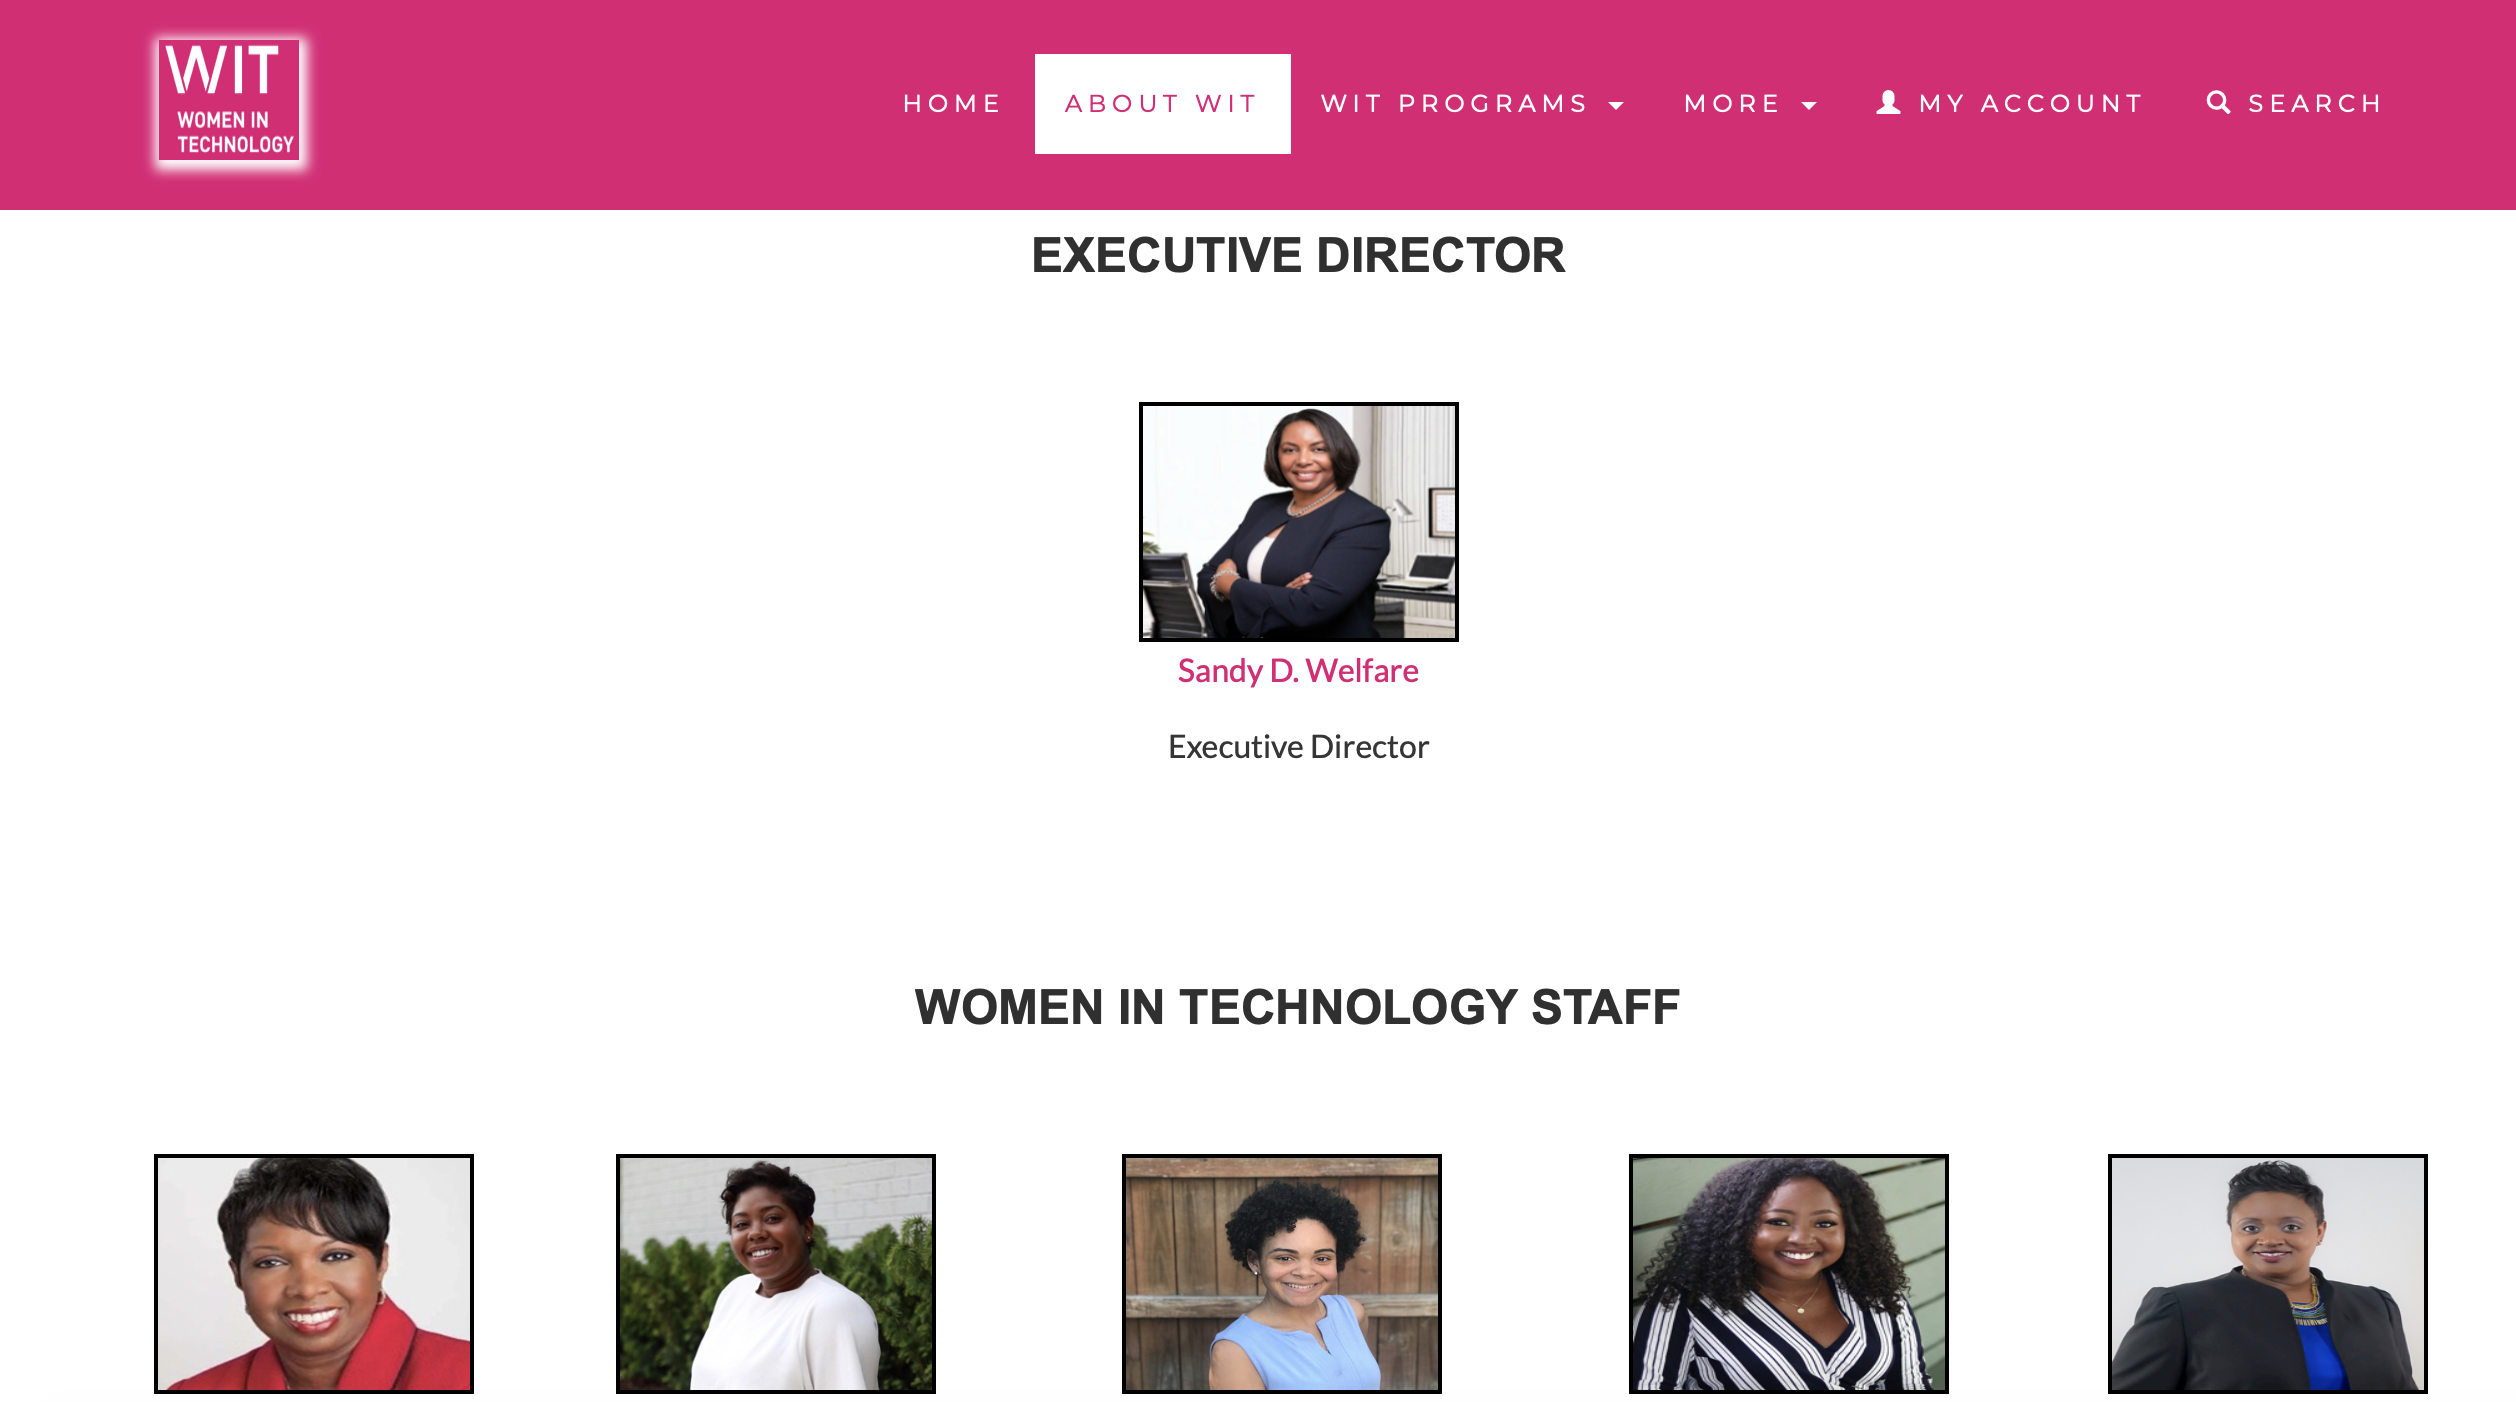 WIT
WOMEN IN
TECHNOLOGY
HOME
ABOUT WIT
WIT PROGRAMS
MORE
MY ACCOUNT
SEARCH
EXECUTIVE DIRECTOR
Sandy D. Welfare
Executive Director
WOMEN IN TECHNOLOGY STAFF